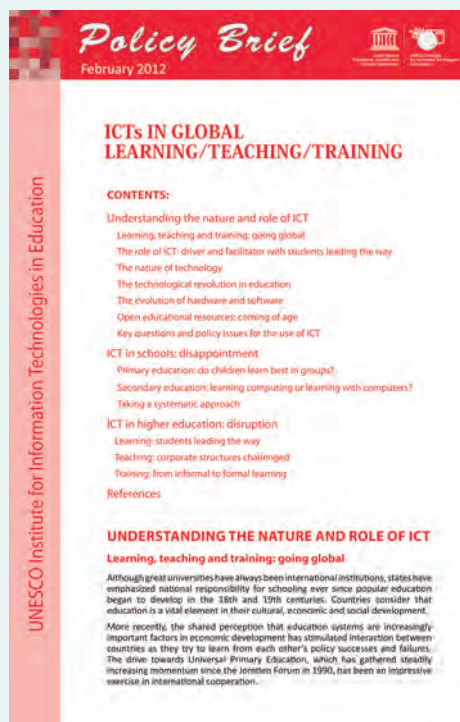 Policy Brief
February 2012
UNESCO Institute for Information Technologies in Education
ICTs IN GLOBAL
LEARNING/TEACHING/TRAINING
CONTENTS:
Understanding the nature and role of ICT
Learning, teaching and training: going global
The role of ICT: driver and facilitator with students leading the way
The nature of technology
The technological revolution in education
The evolution of hardware and software
Open educational resources: coming of age
Key questions and policy issues for the use of ICT
ICT in schools: disappointment
Primary education: do children learn best in groups?
Secondary education: learning computing or learning with computers?
Taking a systematic approach
ICT in higher education: disruption
Learning: students leading the way
Teaching: corporate structures challenged
Training: from informal to formal learning
References
UNDERSTANDING THE NATURE AND ROLE OF ICT
Learning, teaching and training: going global
Although great universities have always been international institutions, states have
emphasized national responsibility for schooling ever since popular education
began to develop in the 18th and 19th centuries. Countries consider that
education is a vital element in their cultural, economic and social development.
More recently, the shared perception that education systems are increasingly
important factors in economic development has stimulated interaction between
countries as they try to learn from each other's policy successes and failures.
The drive towards Universal Primary Education, which has gathered steadily
increasing momentum since the Jomtien Forum in 1990, has been an impressive
exercise in international cooperation.